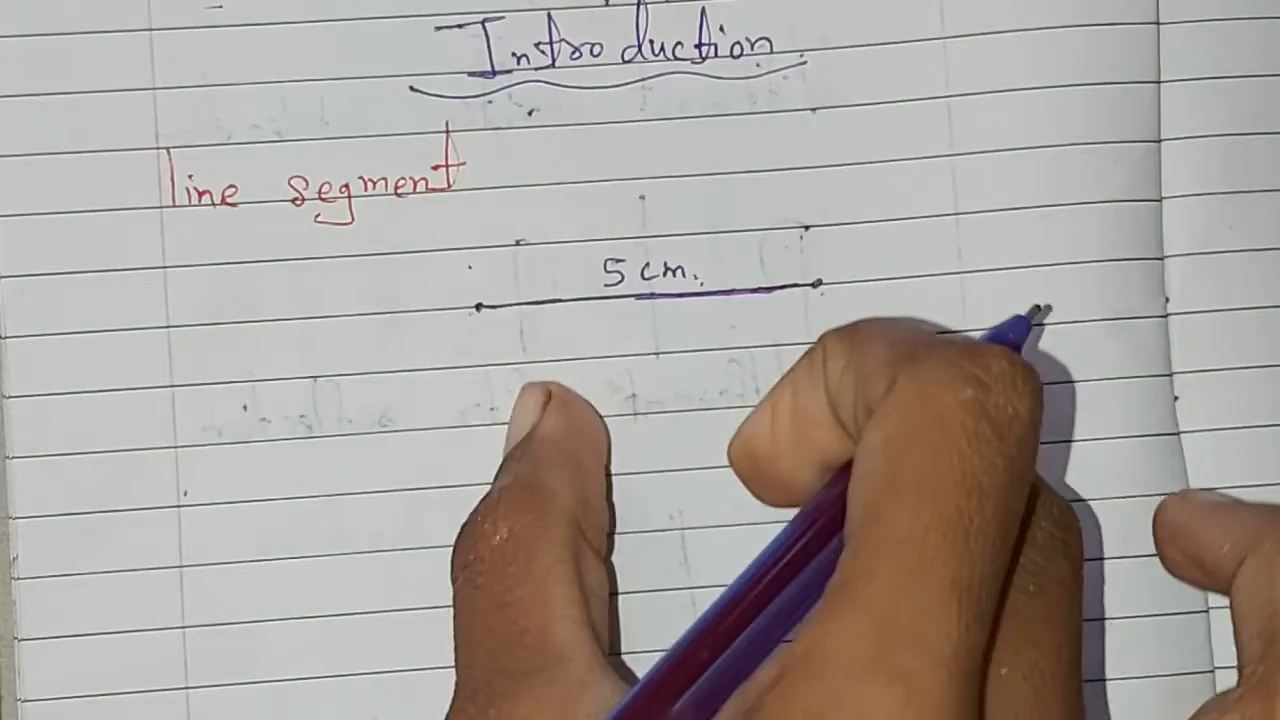 Introduction
line segment
5 cm.